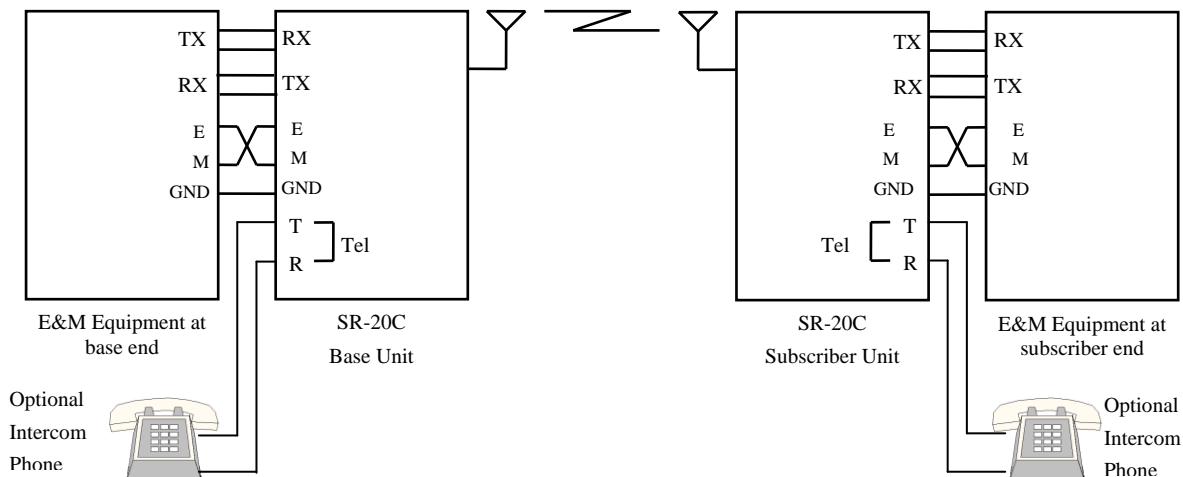 TX
RX
E
M
GND
RX
TX
E
M
GND
T
R
Tel
E&M Equipment at
base end
SR-20C
Base Unit
Optional
Intercom
Phone
TX
RX
E
M
GND
T
R
Tel
RX
TX
E
M
GND
SR-20C
Subscriber Unit
E&M Equipment at
subscriber end
Optional
Intercom
Phone